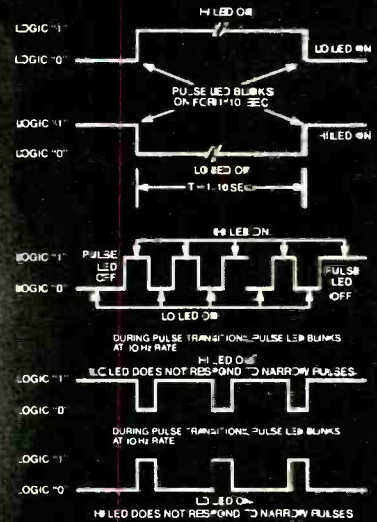 HI LED ON
LOGIC "1"
LO LED ON
LOGIC "0"
PULSE LED BLINKS
ON FOR 1/10 SEC
LOGIC "1"
HI LED ON
LOGIC "0"
LO LED ON
T = 1/10 SEC
HI LED ON
LOGIC "1"
PULSE
LED
OFF
PULSE
LED
OFF
LOGIC "0"
LO LED ON
DURING PULSE TRANSITIONS, PULSE LED BLINKS
AT 10 Hz RATE
HI LED ON
LED DOES NOT RESPOND TO NARROW PULSES
LOGIC "1"
LOGIC "0"
DURING PULSE TRANSITIONS, PULSE LED BLINKS
AT 10 Hz RATE
LOGIC "1"
LOGIC "0"
LO LED ON
HI LED DOES NOT RESPOND TO NARROW PULSES